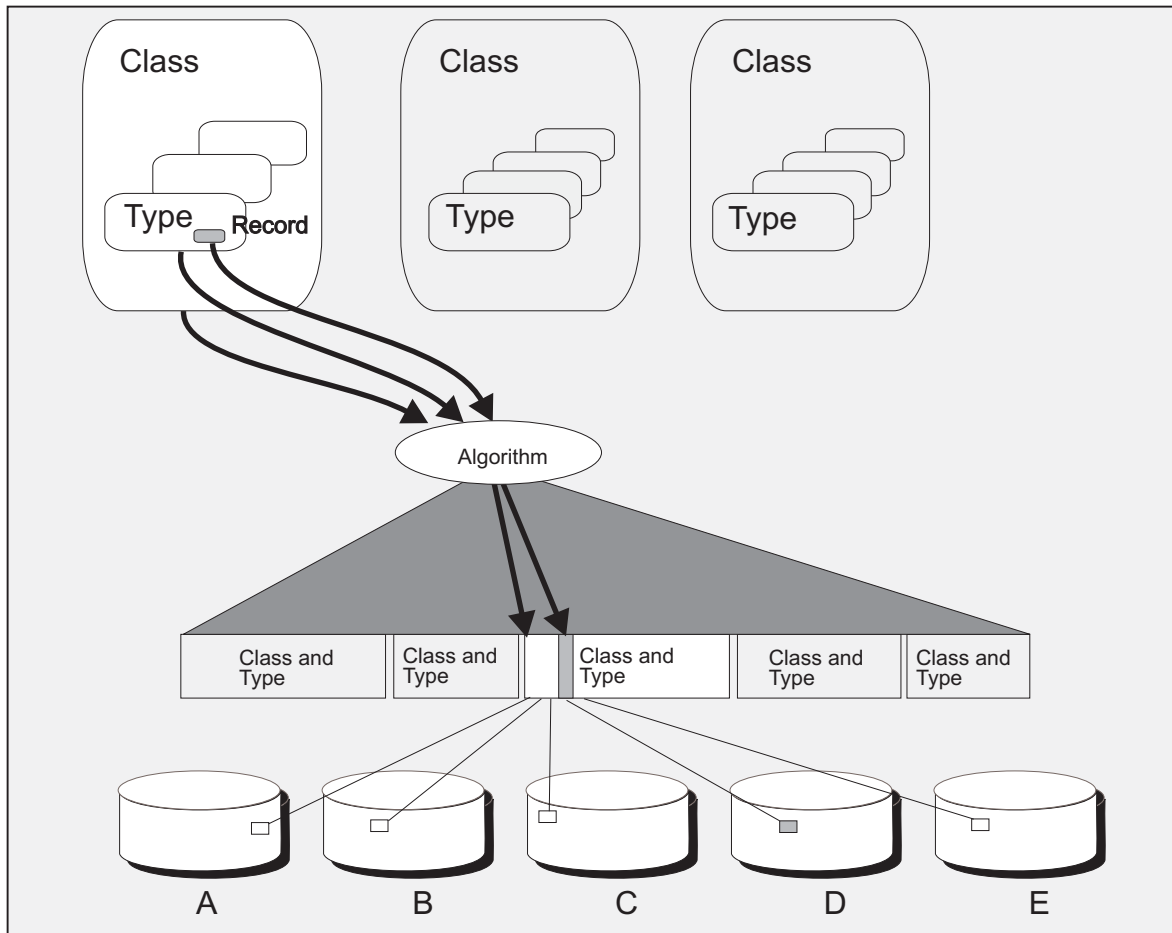 Class
Class
Class
Type
Record
Type
Type
Algorithm
Class and
Type
Class and
Type
Class and
Type
Class and
Type
Class and
Type
A
B
C
D
E